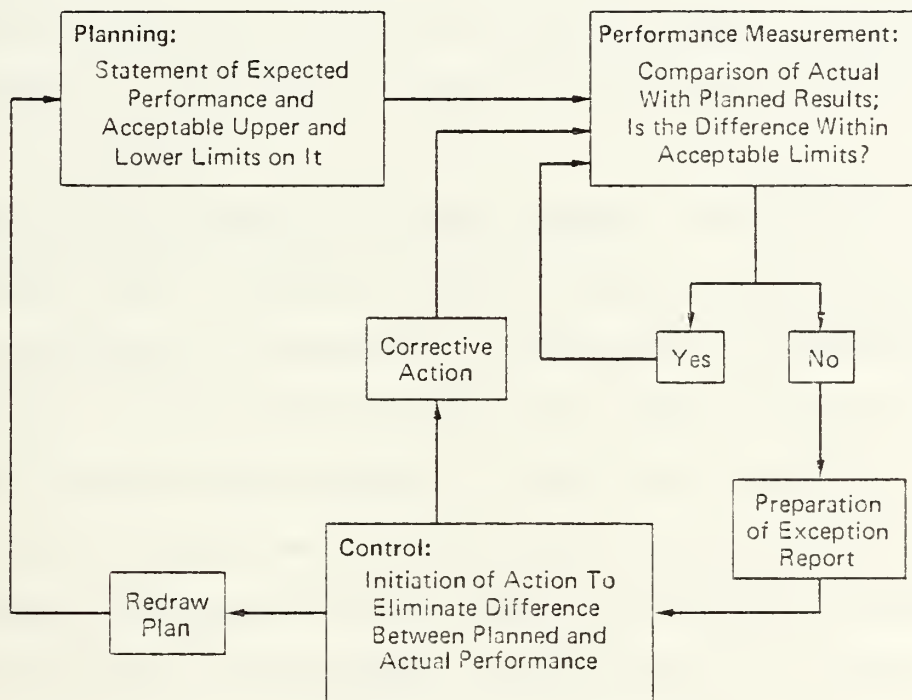 Planning:
Statement of Expected
Performance and
Acceptable Upper and
Lower Limits on It
Performance Measurement:
Comparison of Actual
With Planned Results;
Is the Difference Within
Acceptable Limits?
Yes
No
Corrective
Action
Preparation
of Exception
Report
Control:
Initiation of Action To
Eliminate Difference
Between Planned and
Actual Performance
Redraw
Plan